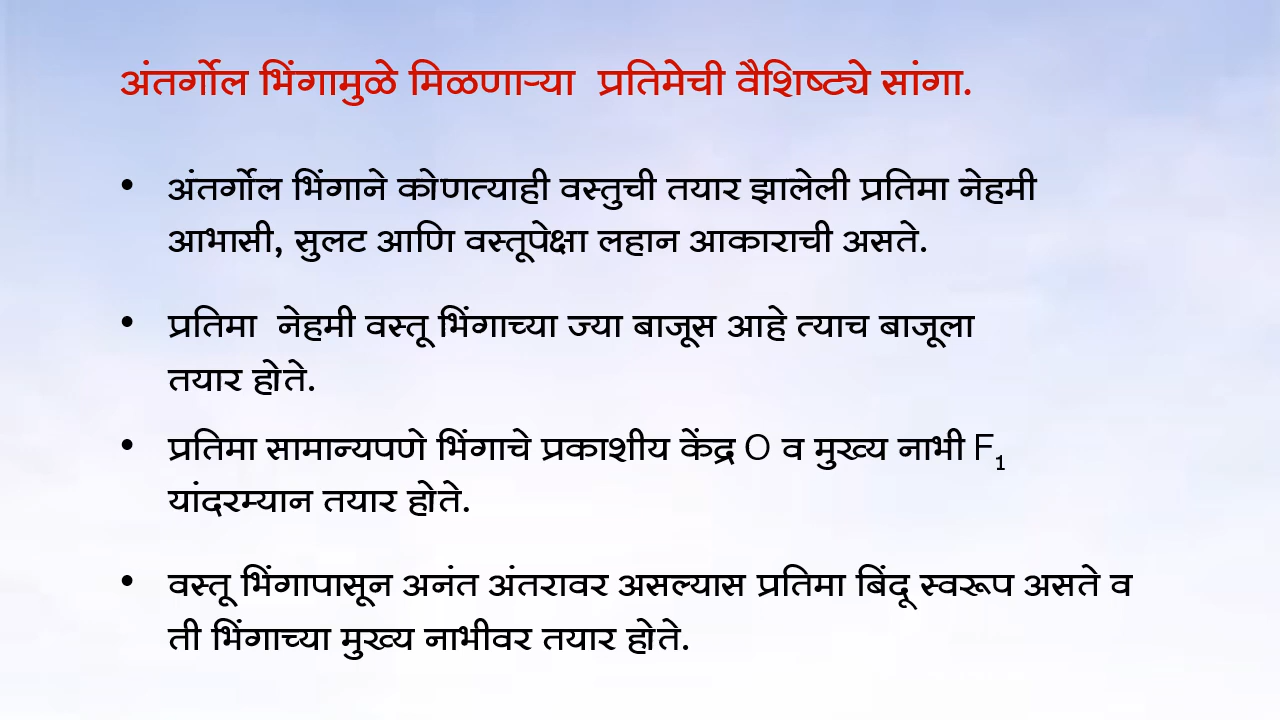 अंतर्गोल भिंगामुळे मिळणाऱ्या  प्रतिमेची वैशिष्ट्ये सांगा.
• अंतर्गोल भिंगाने कोणत्याही वस्तुची तयार झालेली प्रतिमा नेहमी
आभासी, सुलट आणि वस्तूपेक्षा लहान आकाराची असते.
• प्रतिमा  नेहमी वस्तू भिंगाच्या ज्या बाजूस आहे त्याच बाजूला
तयार होते.
• प्रतिमा सामान्यपणे भिंगाचे प्रकाशीय केंद्र O व मुख्य नाभी F₁
यांदरम्यान तयार होते.
• वस्तू भिंगापासून अनंत अंतरावर असल्यास प्रतिमा बिंदू स्वरूप असते व
ती भिंगाच्या मुख्य नाभीवर तयार होते.